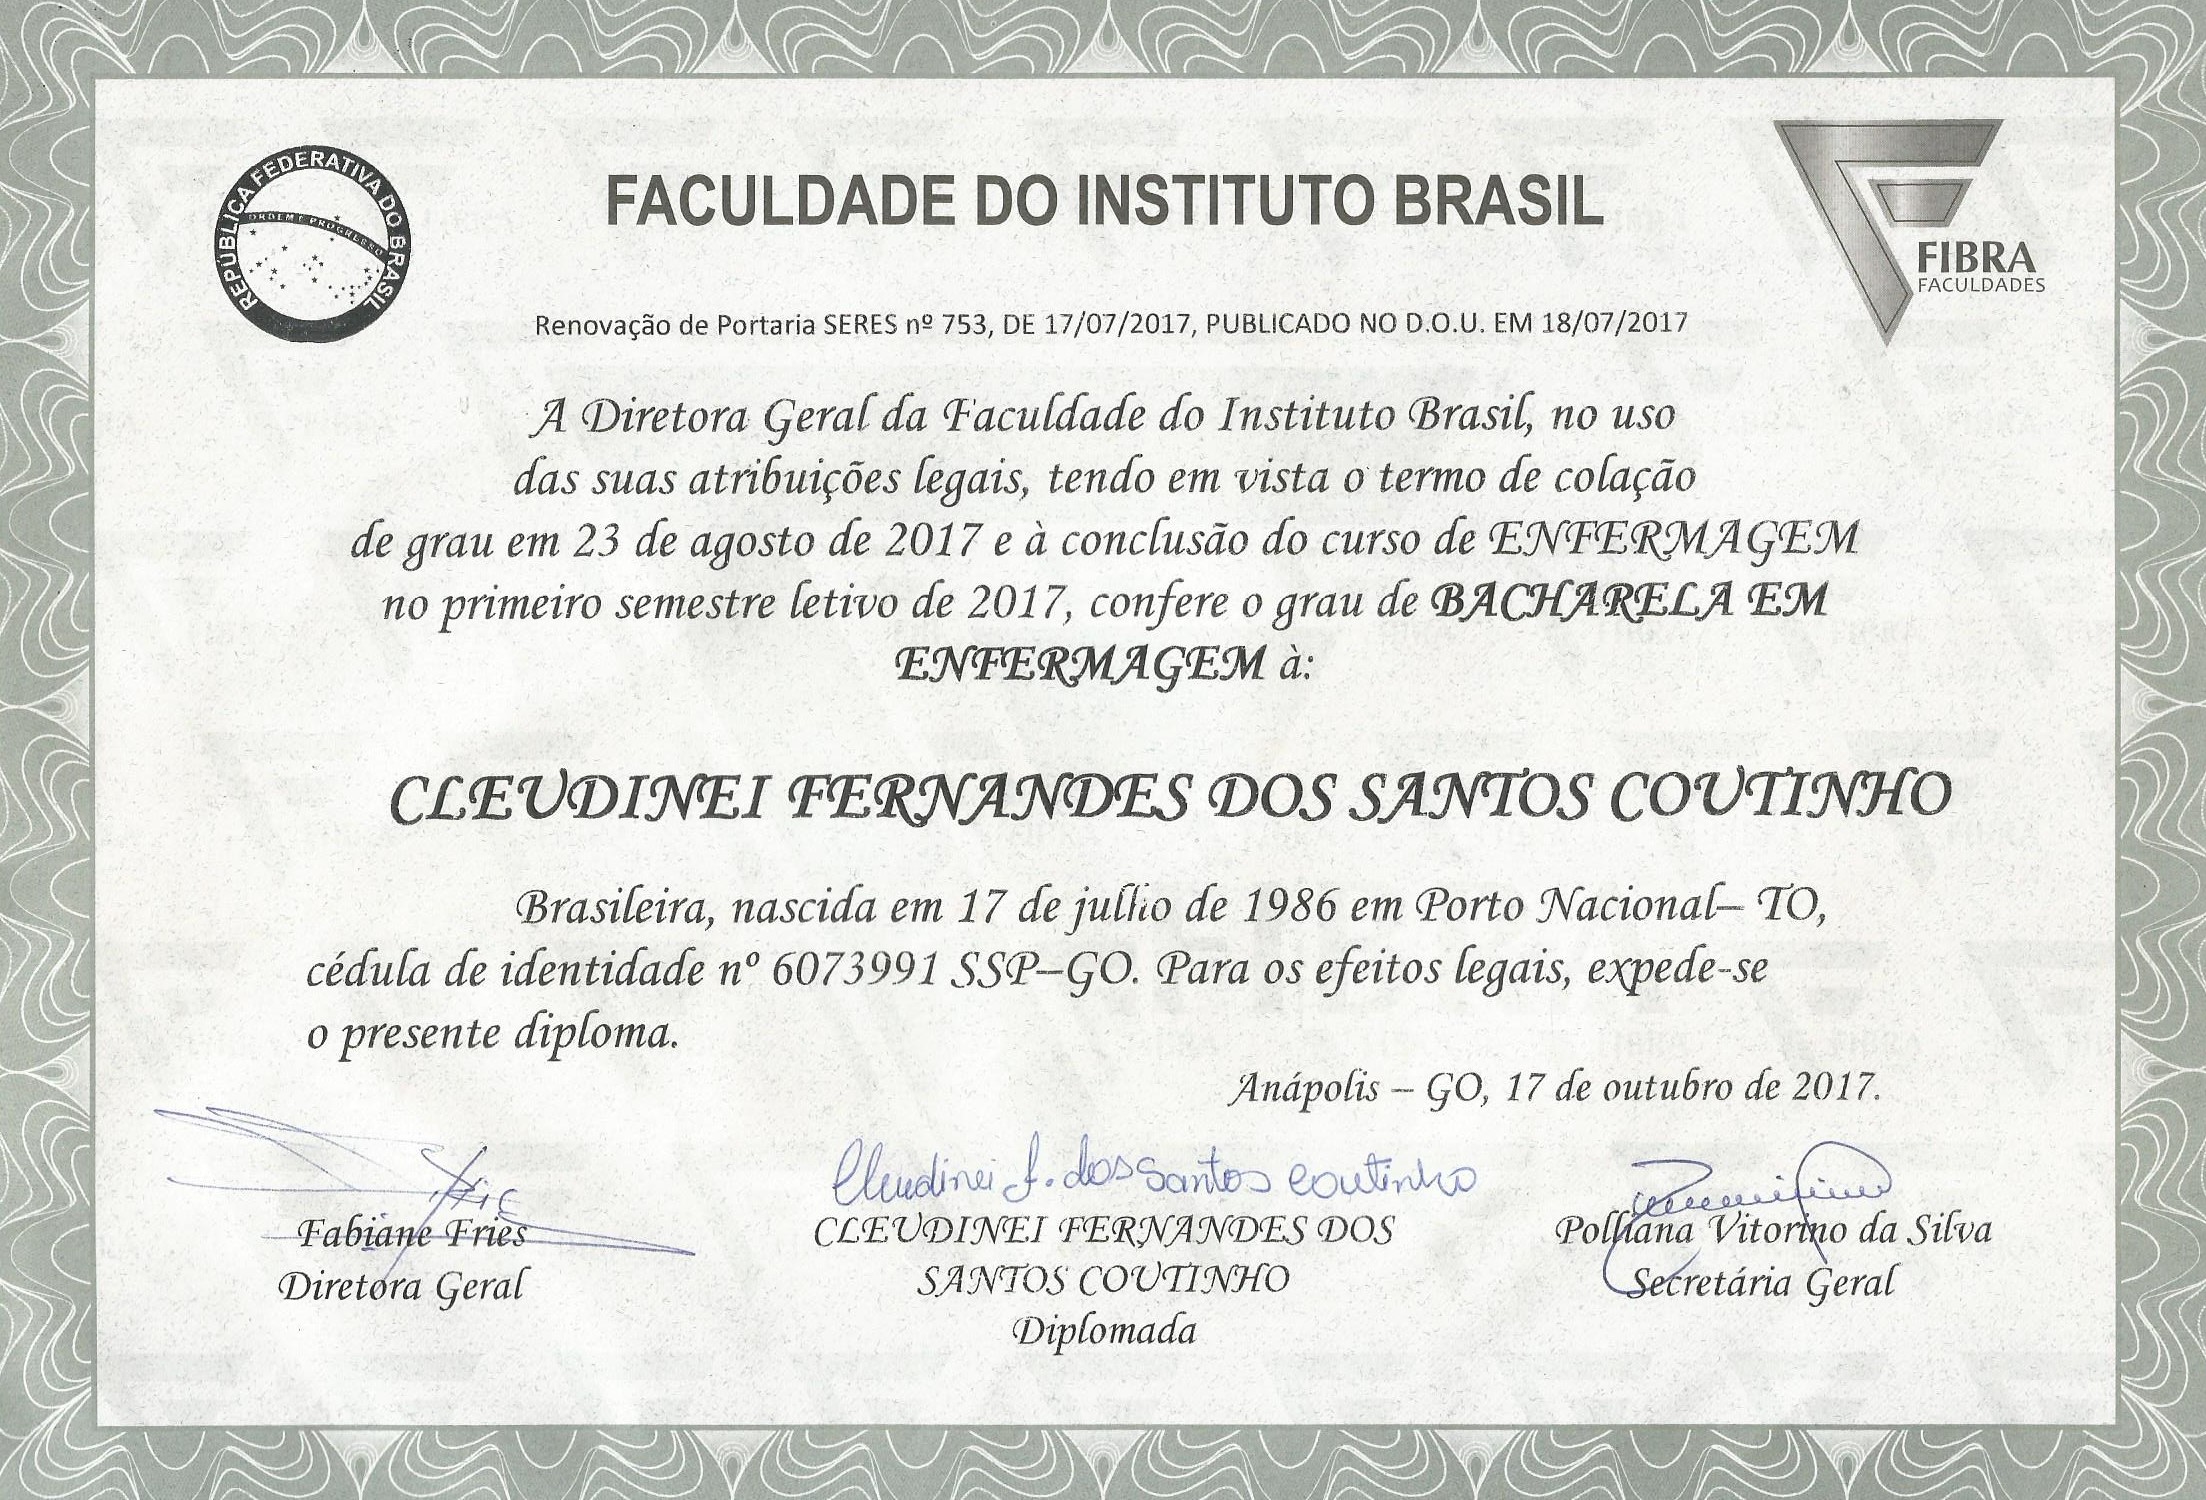 REPÚBLICA FEDERATIVA DO BRASIL
ORDEM E PROGRESSO
FACULDADE DO INSTITUTO BRASIL
FIBRA
FACULDADES
Renovação de Portaria SERES nº 753, DE 17/07/2017, PUBLICADO NO D.O.U. EM 18/07/2017
A Diretora Geral da Faculdade do Instituto Brasil, no uso
das suas atribuições legais, tendo em vista o termo de colação
de grau em 23 de agosto de 2017 e à conclusão do curso de ENFERMAGEM
no primeiro semestre letivo de 2017, confere o grau de BACHARELA EM
ENFERMAGEM à:
CLEUDINEI FERNANDES DOS SANTOS COUTINHO
Brasileira, nascida em 17 de julho de 1986 em Porto Nacional– TO,
cédula de identidade nº 6073991 SSP–GO. Para os efeitos legais, expede-se
o presente diploma.
Anápolis – GO, 17 de outubro de 2017.
Cleudinei f. dos Santos Coutinho
Fabiane Fries
Diretora Geral
CLEUDINEI FERNANDES DOS
SANTOS COUTINHO
Diplomada
Polliana Vitorino da Silva
Secretária Geral